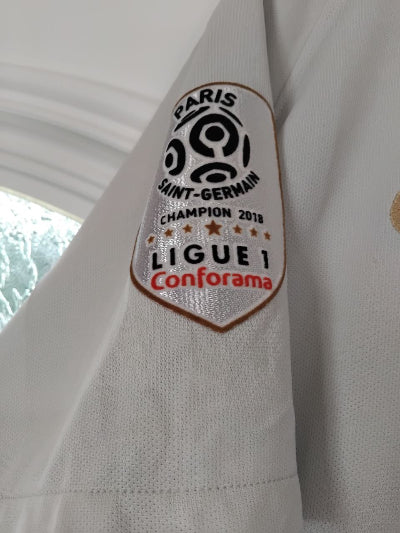 PARIS
SAINT-GERMAIN
CHAMPION 2018
LIGUE 1
Conforama